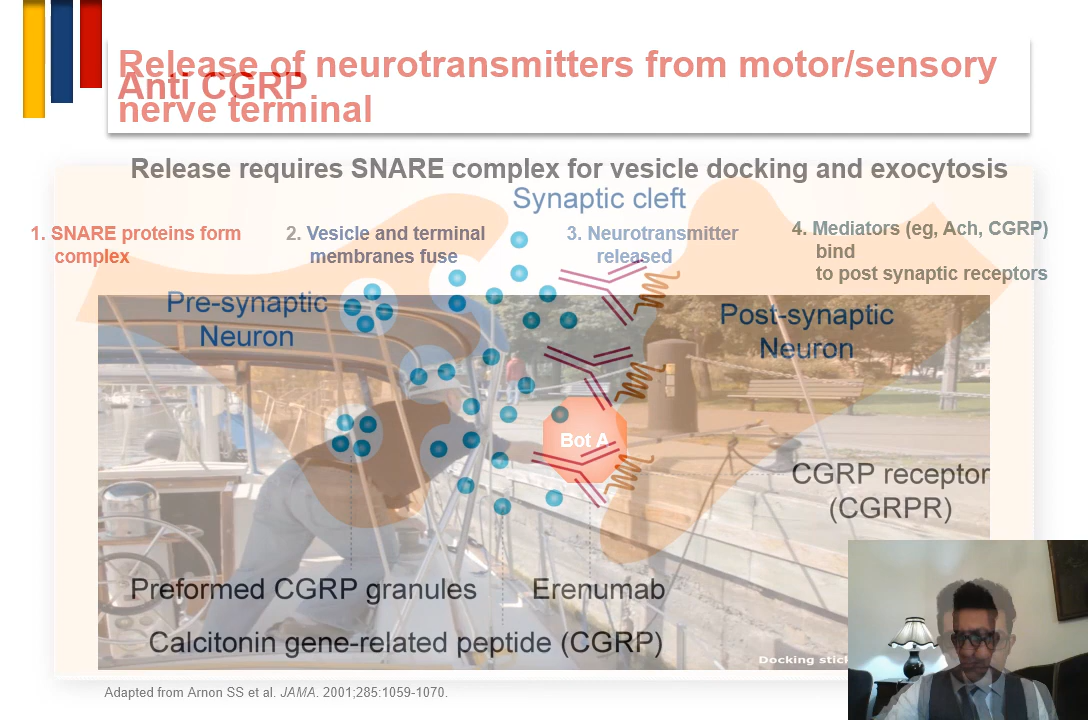 Release of neurotransmitters from motor/sensory
Anti CGRP
nerve terminal
Release requires SNARE complex for vesicle docking and exocytosis
Synaptic cleft
1. SNARE proteins form
complex
2. Vesicle and terminal
membranes fuse
3. Neurotransmitter
released
4. Mediators (eg, Ach, CGRP)
bind
to post synaptic receptors
Pre-synaptic
Neuron
Post-synaptic
Neuron
Bot A
CGRP receptor
(CGRPR)
Preformed CGRP granules
Erenumab
Calcitonin gene-related peptide (CGRP)
Docking
Adapted from Arnon SS et al. JAMA. 2001;285:1059-1070.